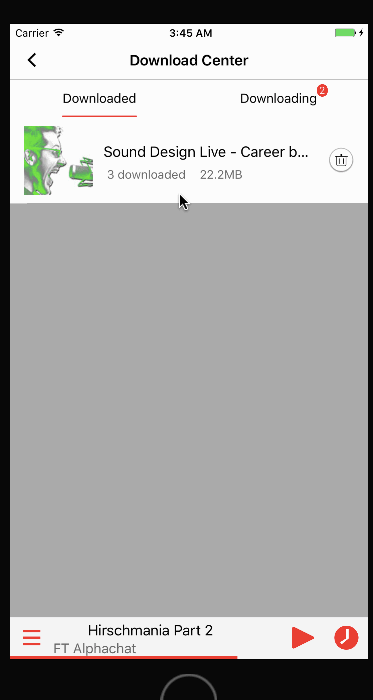 Carrier 3:45 AM
Download Center
Downloaded Downloading 2
Sound Design Live - Career b...
3 downloaded 22.2MB
Hirschmania Part 2
FT Alphachat